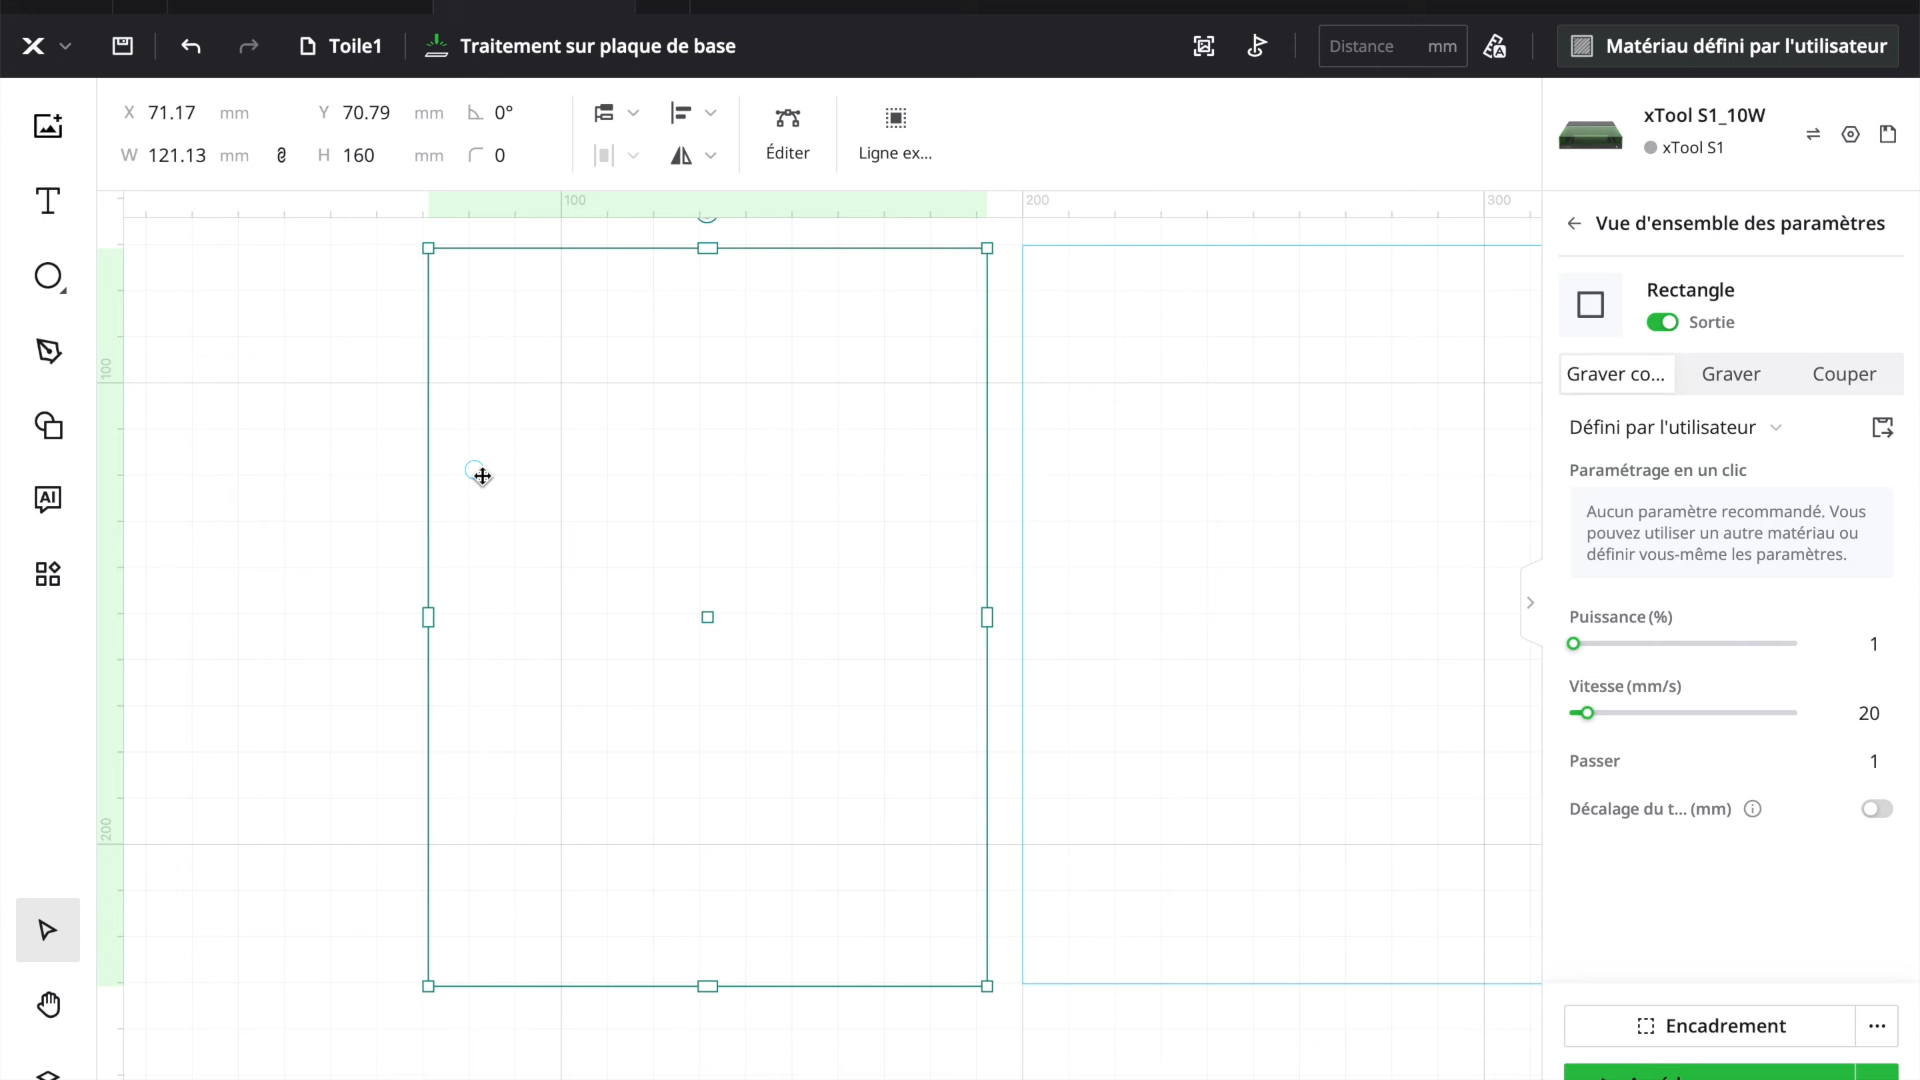 Toile1
Traitement sur plaque de base
Distance mm
Matériau défini par l'utilisateur
X 71.17 mm Y 70.79 mm 0°
W 121.13 mm H 160 mm 0
Éditer
Ligne ex...
xTool S1_10W
xTool S1
100
200
300
100
200
Vue d'ensemble des paramètres
Rectangle
Sortie
Graver co... Graver Couper
Défini par l'utilisateur
Paramétrage en un clic
Aucun paramètre recommandé. Vous
pouvez utiliser un autre matériau ou
définir vous-même les paramètres.
Puissance (%)
1
Vitesse (mm/s)
20
Passer 1
Décalage du t... (mm)
Encadrement
AI